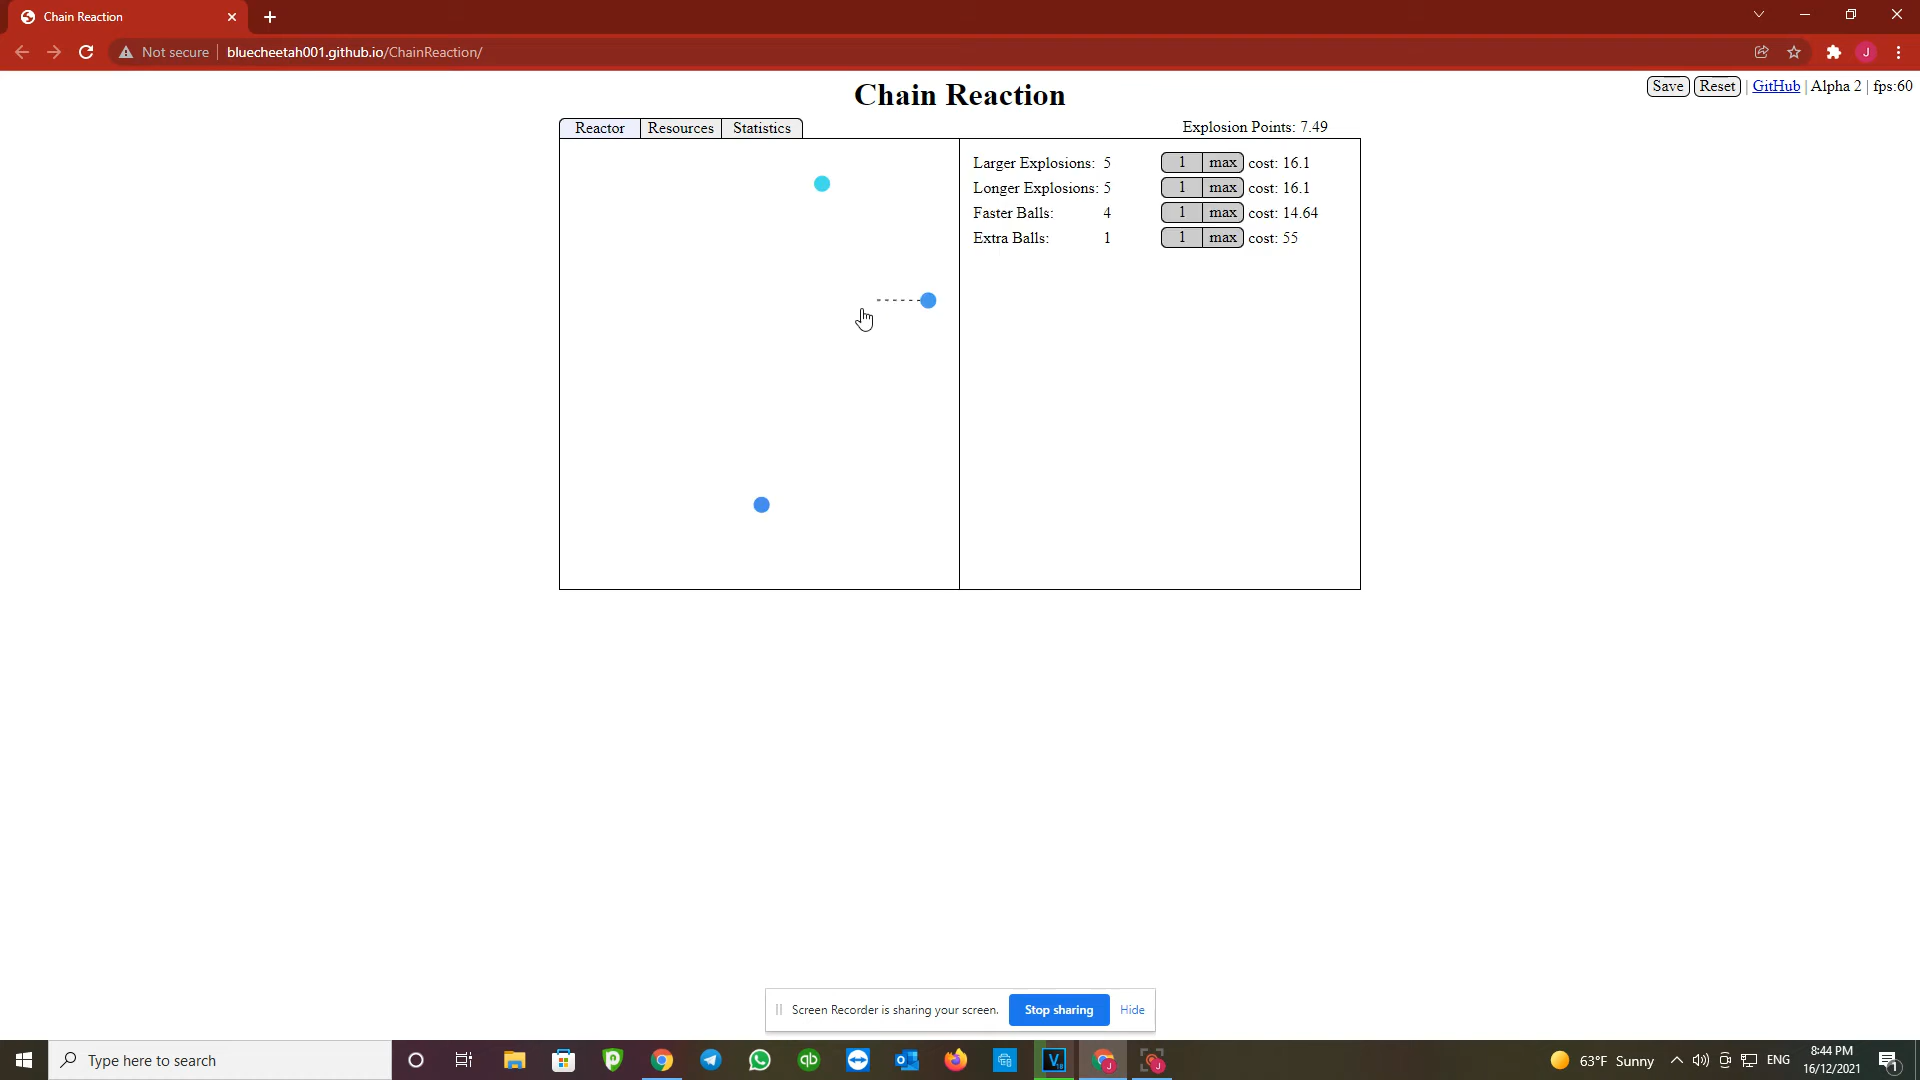 Chain Reaction
Not secure
bluecheetah001.github.io/ChainReaction/
J
Save Reset | GitHub | Alpha 2 | fps:60
Chain Reaction
Reactor Resources Statistics
Explosion Points: 7.49
Larger Explosions: 5 1 max cost: 16.1
Longer Explosions: 5 1 max cost: 16.1
Faster Balls: 4 1 max cost: 14.64
Extra Balls: 1 1 max cost: 55
Screen Recorder is sharing your screen. Stop sharing Hide
Type here to search
63°F Sunny
ENG
8:44 PM
16/12/2021